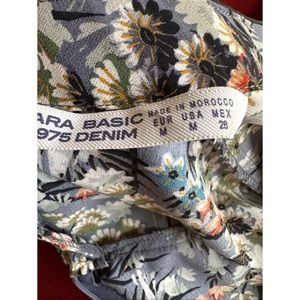 ARA BASIC
975 DENIM
MADE IN MOROCCO
EUR USA MEX
M M 28